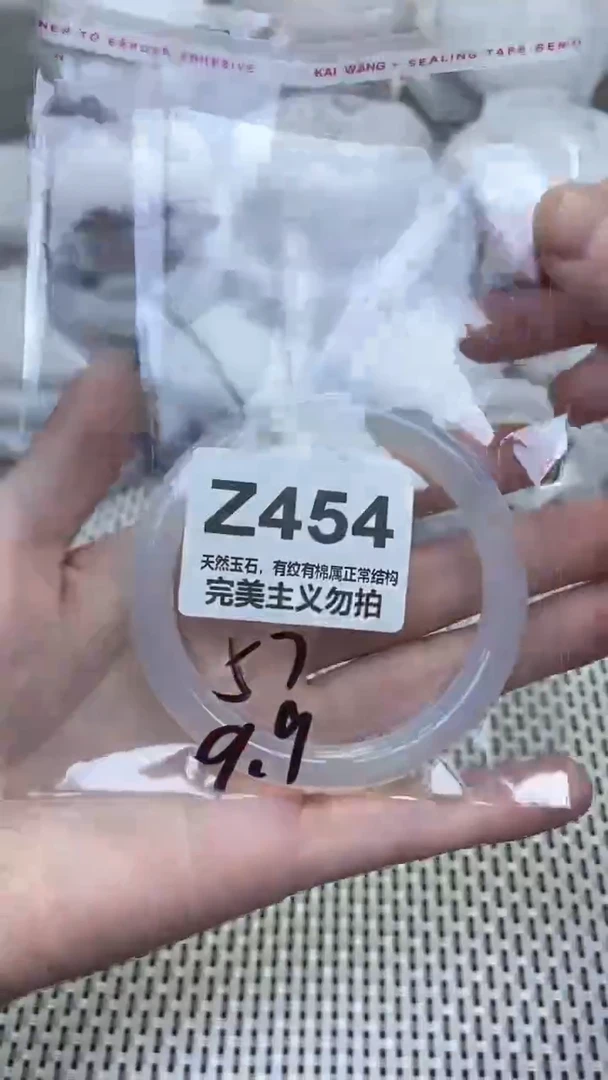 KAI WANG - SEALING TAPE
Z454
天然玉石，有纹有棉属正常结构
完美主义勿拍
57
9.9